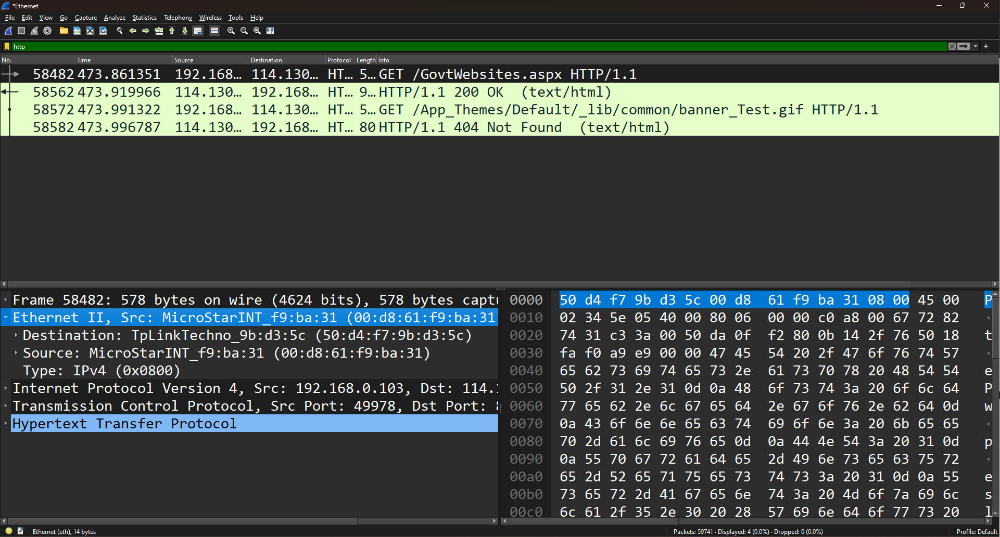 *Ethernet
File Edit View Go Capture Analyze Statistics Telephony Wireless Tools Help
http
No. Time Source Destination Protocol Length Info
58482 473.861351 192.168… 114.130… HT… 5… GET /GovtWebsites.aspx HTTP/1.1
58562 473.919966 114.130… 192.168… HT… 9… HTTP/1.1 200 OK (text/html)
58572 473.991322 192.168… 114.130… HT… 5… GET /App_Themes/Default/_lib/common/banner_Test.gif HTTP/1.1
58582 473.996787 114.130… 192.168… HT… 80 HTTP/1.1 404 Not Found (text/html)
Frame 58482: 578 bytes on wire (4624 bits), 578 bytes captu
Ethernet II, Src: MicroStarINT_f9:ba:31 (00:d8:61:f9:ba:31
Destination: TpLinkTechno_9b:d3:5c (50:d4:f7:9b:d3:5c)
Source: MicroStarINT_f9:ba:31 (00:d8:61:f9:ba:31)
Type: IPv4 (0x0800)
Internet Protocol Version 4, Src: 192.168.0.103, Dst: 114.
Transmission Control Protocol, Src Port: 49978, Dst Port:
Hypertext Transfer Protocol
0000 50 d4 f7 9b d3 5c 00 d8 61 f9 ba 31 08 00 45 00 P
0010 02 34 5e 05 40 00 80 06 00 00 c0 a8 00 67 72 82 ·
0020 74 31 c3 3a 00 50 da 0f f2 80 0b 14 2f 76 50 18 t
0030 fa f0 a9 e9 00 00 47 45 54 20 2f 47 6f 76 74 57 ·
0040 65 62 73 69 74 65 73 2e 61 73 70 78 20 48 54 54 e
0050 50 2f 31 2e 31 0d 0a 48 6f 73 74 3a 20 6f 6c 64 P
0060 77 65 62 2e 6c 67 65 64 2e 67 6f 76 2e 62 64 0d w
0070 0a 43 6f 6e 6e 65 63 74 69 6f 6e 3a 20 6b 65 65 ·
0080 70 2d 61 6c 69 76 65 0d 0a 44 4e 54 3a 20 31 0d p
0090 0a 55 70 67 72 61 64 65 2d 49 6e 73 65 63 75 72 ·
00a0 65 2d 52 65 71 75 65 73 74 73 3a 20 31 0d 0a 55 e
00b0 73 65 72 2d 41 67 65 6e 74 3a 20 4d 6f 7a 69 6c s
00c0 6c 61 2f 35 2e 30 20 28 57 69 6e 64 6f 77 73 20 l
Ethernet (eth), 14 bytes
Packets: 59741 · Displayed: 4 (0.0%) · Dropped: 0 (0.0%)
Profile: Default